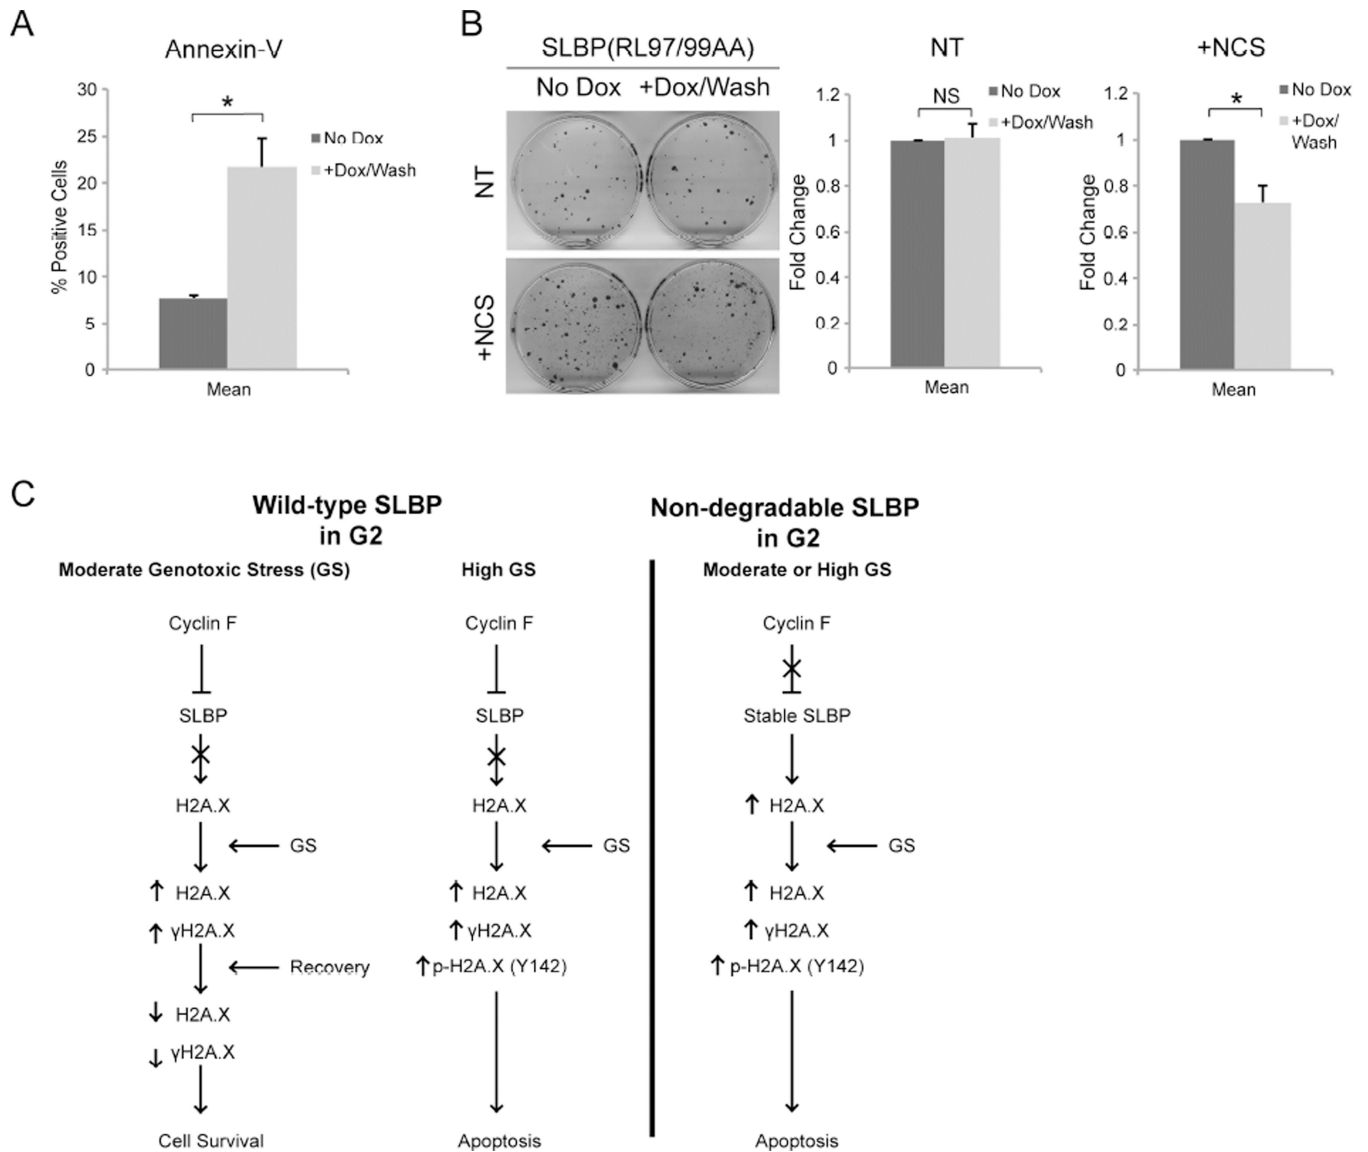 A
Annexin-V
% Positive Cells
30
25
20
15
10
5
0
*
No Dox
+Dox/Wash
Mean
B
SLBP(RL97/99AA)
No Dox +Dox/Wash
NT
+NCS
NT
Fold Change
1.2
1
0.8
0.6
0.4
0.2
0
NS
No Dox
+Dox/Wash
Mean
+NCS
Fold Change
1.2
1
0.8
0.6
0.4
0.2
0
*
No Dox
+Dox/
Wash
Mean
C
Wild-type SLBP
in G2
Moderate Genotoxic Stress (GS)
Cyclin F
SLBP
H2A.X
GS
↑ H2A.X
↑ γH2A.X
Recovery
↓ H2A.X
↓ γH2A.X
Cell Survival
High GS
Cyclin F
SLBP
H2A.X
GS
↑ H2A.X
↑ γH2A.X
↑ p-H2A.X (Y142)
Apoptosis
Non-degradable SLBP
in G2
Moderate or High GS
Cyclin F
Stable SLBP
↑ H2A.X
GS
↑ H2A.X
↑ γH2A.X
↑ p-H2A.X (Y142)
Apoptosis